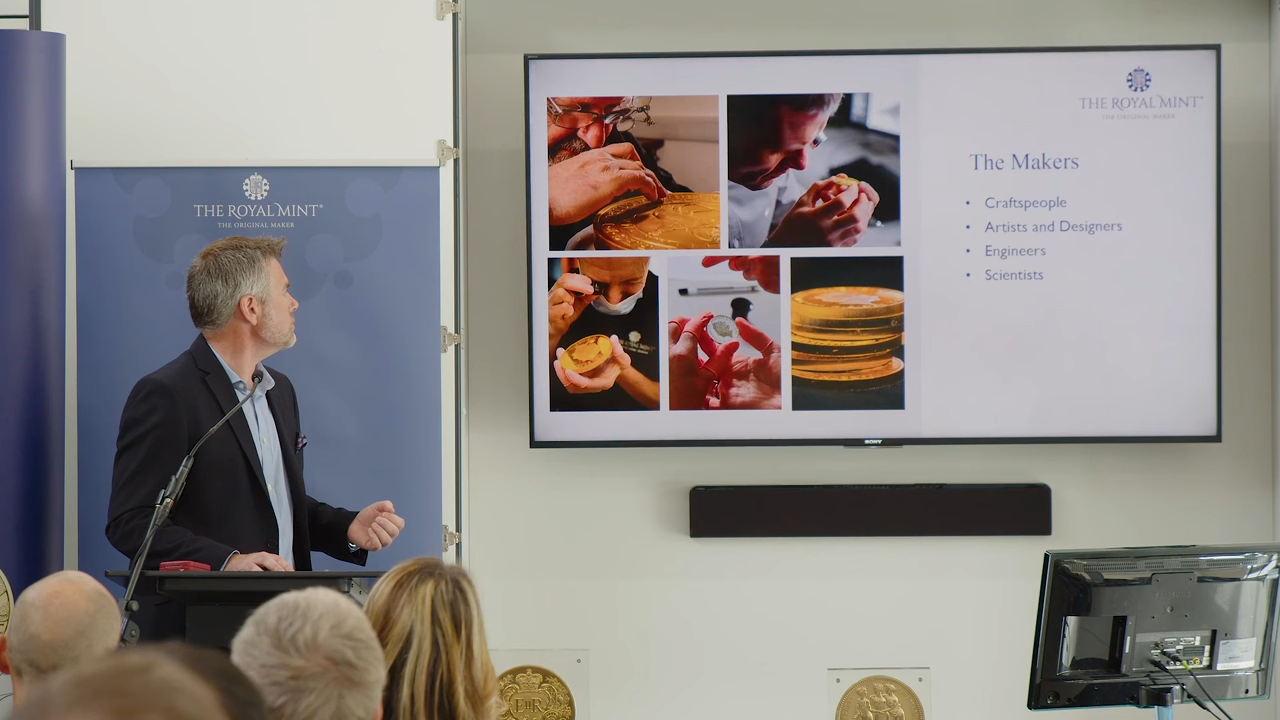 THE ROYAL MINT®
THE ORIGINAL MAKER
THE ROYAL MINT®
THE ORIGINAL MAKER
The Makers
• Craftspeople
• Artists and Designers
• Engineers
• Scientists
SONY
EIIR